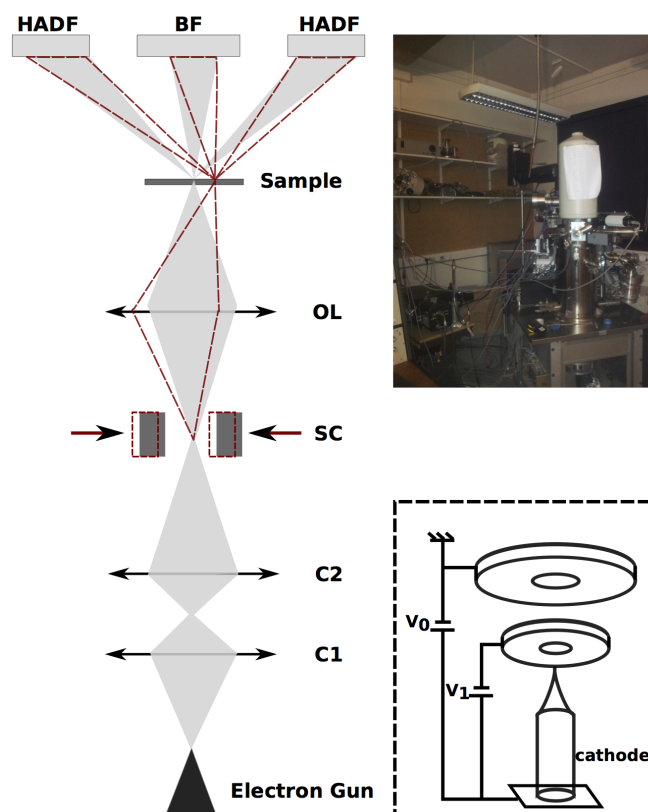 HADF BF HADF
Sample
OL
SC
C2
C1
Electron Gun
V0
V1
cathode